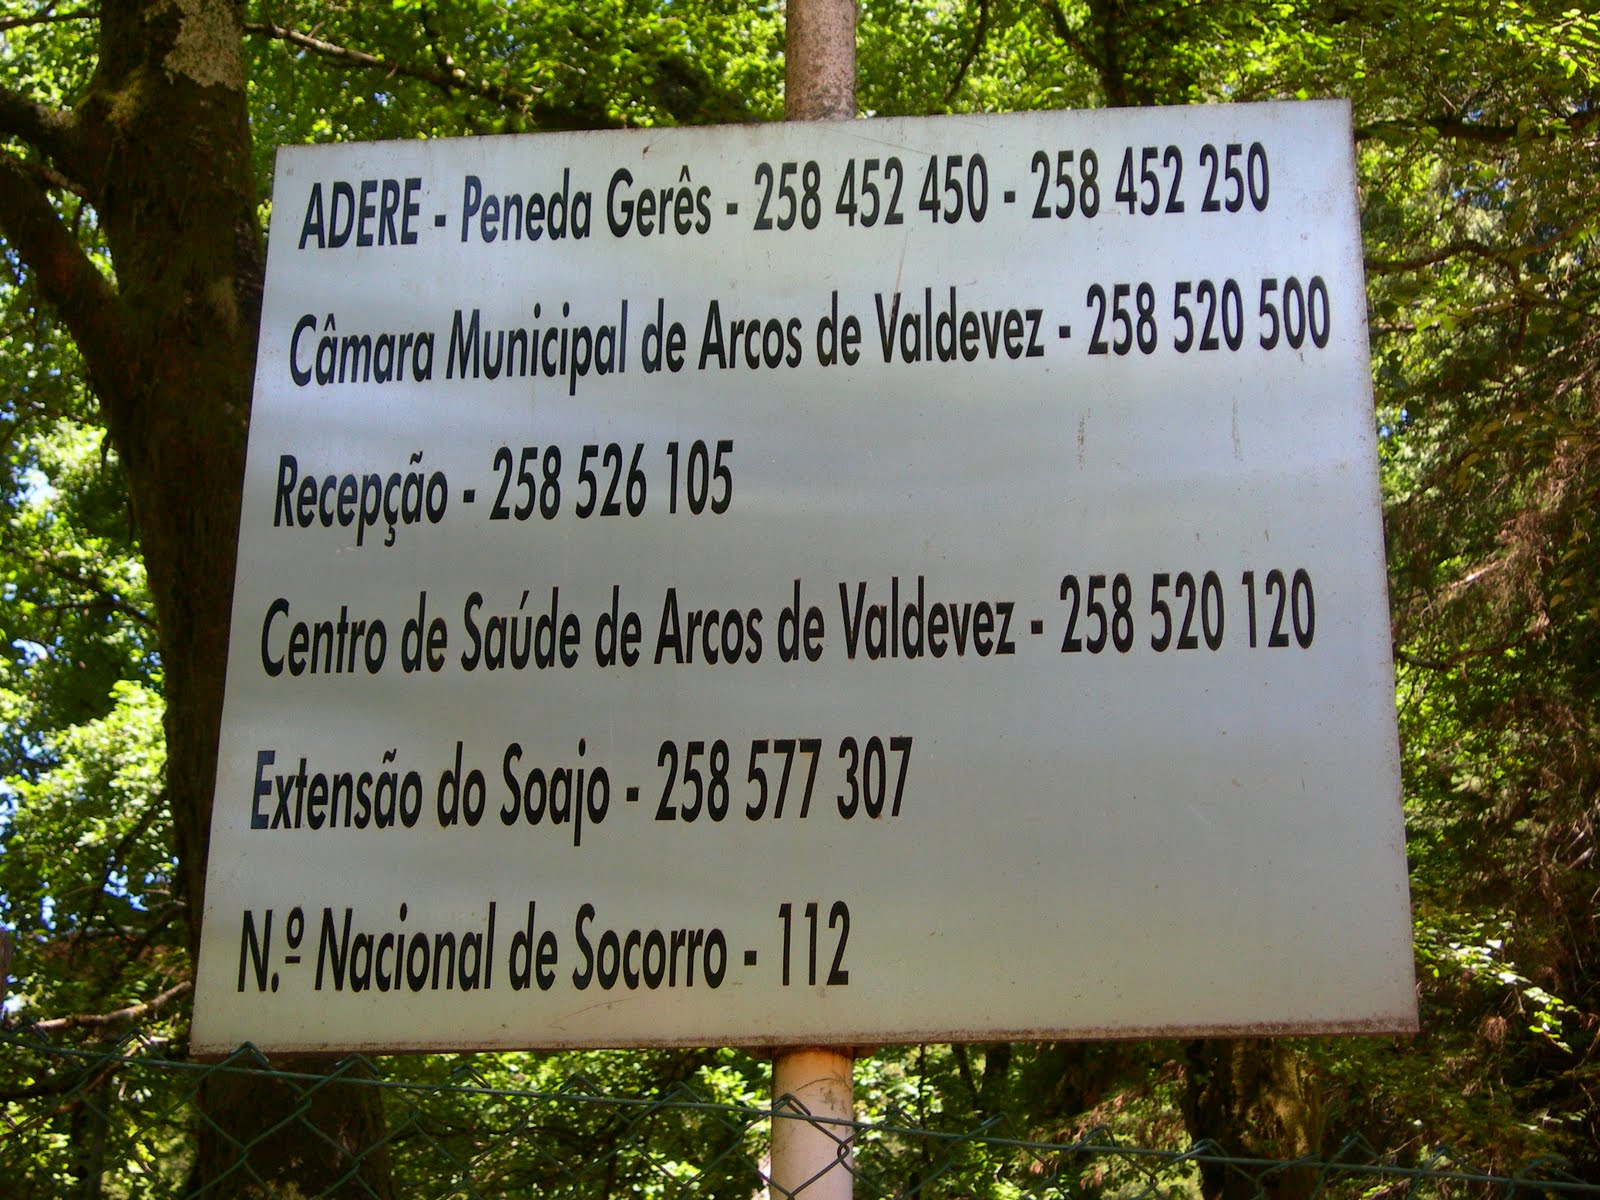 ADERE - Peneda Gerês - 258 452 450 - 258 452 250
Câmara Municipal de Arcos de Valdevez - 258 520 500
Recepção - 258 526 105
Centro de Saúde de Arcos de Valdevez - 258 520 120
Extensão do Soajo - 258 577 307
N.º Nacional de Socorro - 112